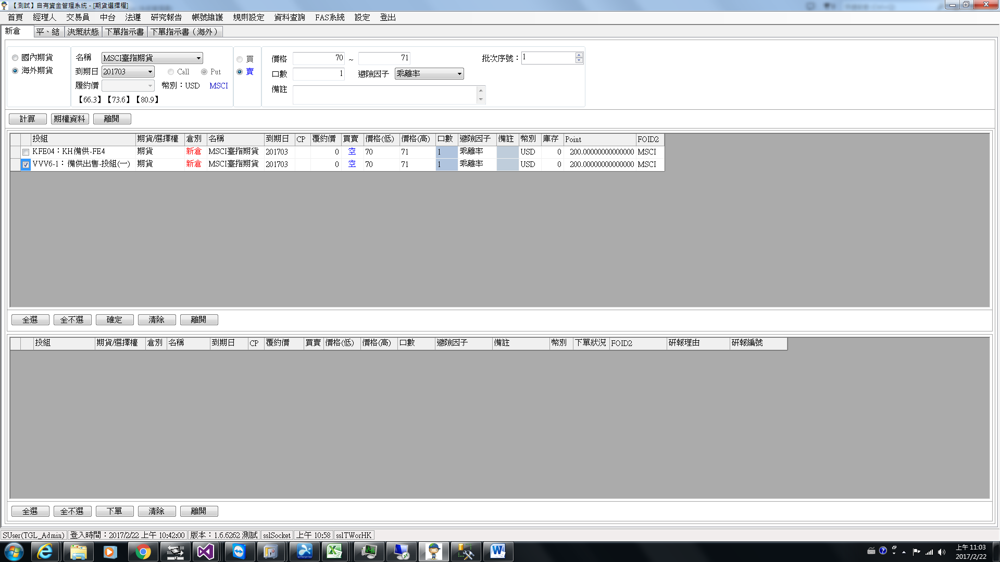 【測試】自有資金管理系統 - [期貨選擇權]
首頁 經理人 交易員 中台 法遵 研究報告 帳號維護 規則設定 資料查詢 FAS系統 設定 登出
新倉 平、結 決策狀態 下單指示書 下單指示書（海外）
國內期貨 名稱 MSCI臺指期貨 買 價格 70 ~ 71 批次序號：1
海外期貨 到期日 201703 Call Put 賣 口數 1 避險因子 乖離率
履約價 幣別：USD MSCI 備註
【66.3】【73.6】【80.9】
計算 期權資料 離開
投組 期貨/選擇權 倉別 名稱 到期日 CP 覆約價 買賣 價格(低) 價格(高) 口數 避險因子 備註 幣別 庫存 Point FOID2
KFE04：KH備供-FE4 期貨 新倉 MSCI臺指期貨 201703 0 空 70 71 1 乖離率 USD 0 200.00000000000000 MSCI
VVV6-1：備供出售-投組(一) 期貨 新倉 MSCI臺指期貨 201703 0 空 70 71 1 乖離率 USD 0 200.00000000000000 MSCI
全選 全不選 確定 清除 離開
投組 期貨/選擇權 倉別 名稱 到期日 CP 覆約價 買賣 價格(低) 價格(高) 口數 避險因子 備註 幣別 下單狀況 FOID2 研報理由 研報編號
全選 全不選 下單 清除 離開
SUser(TGL_Admin) 登入時間：2017/2/22 上午 10:42:00 版本：1.6.6262 測試 sslSocket 上午 10:58 sslTWorHK
上午 11:03
2017/2/22